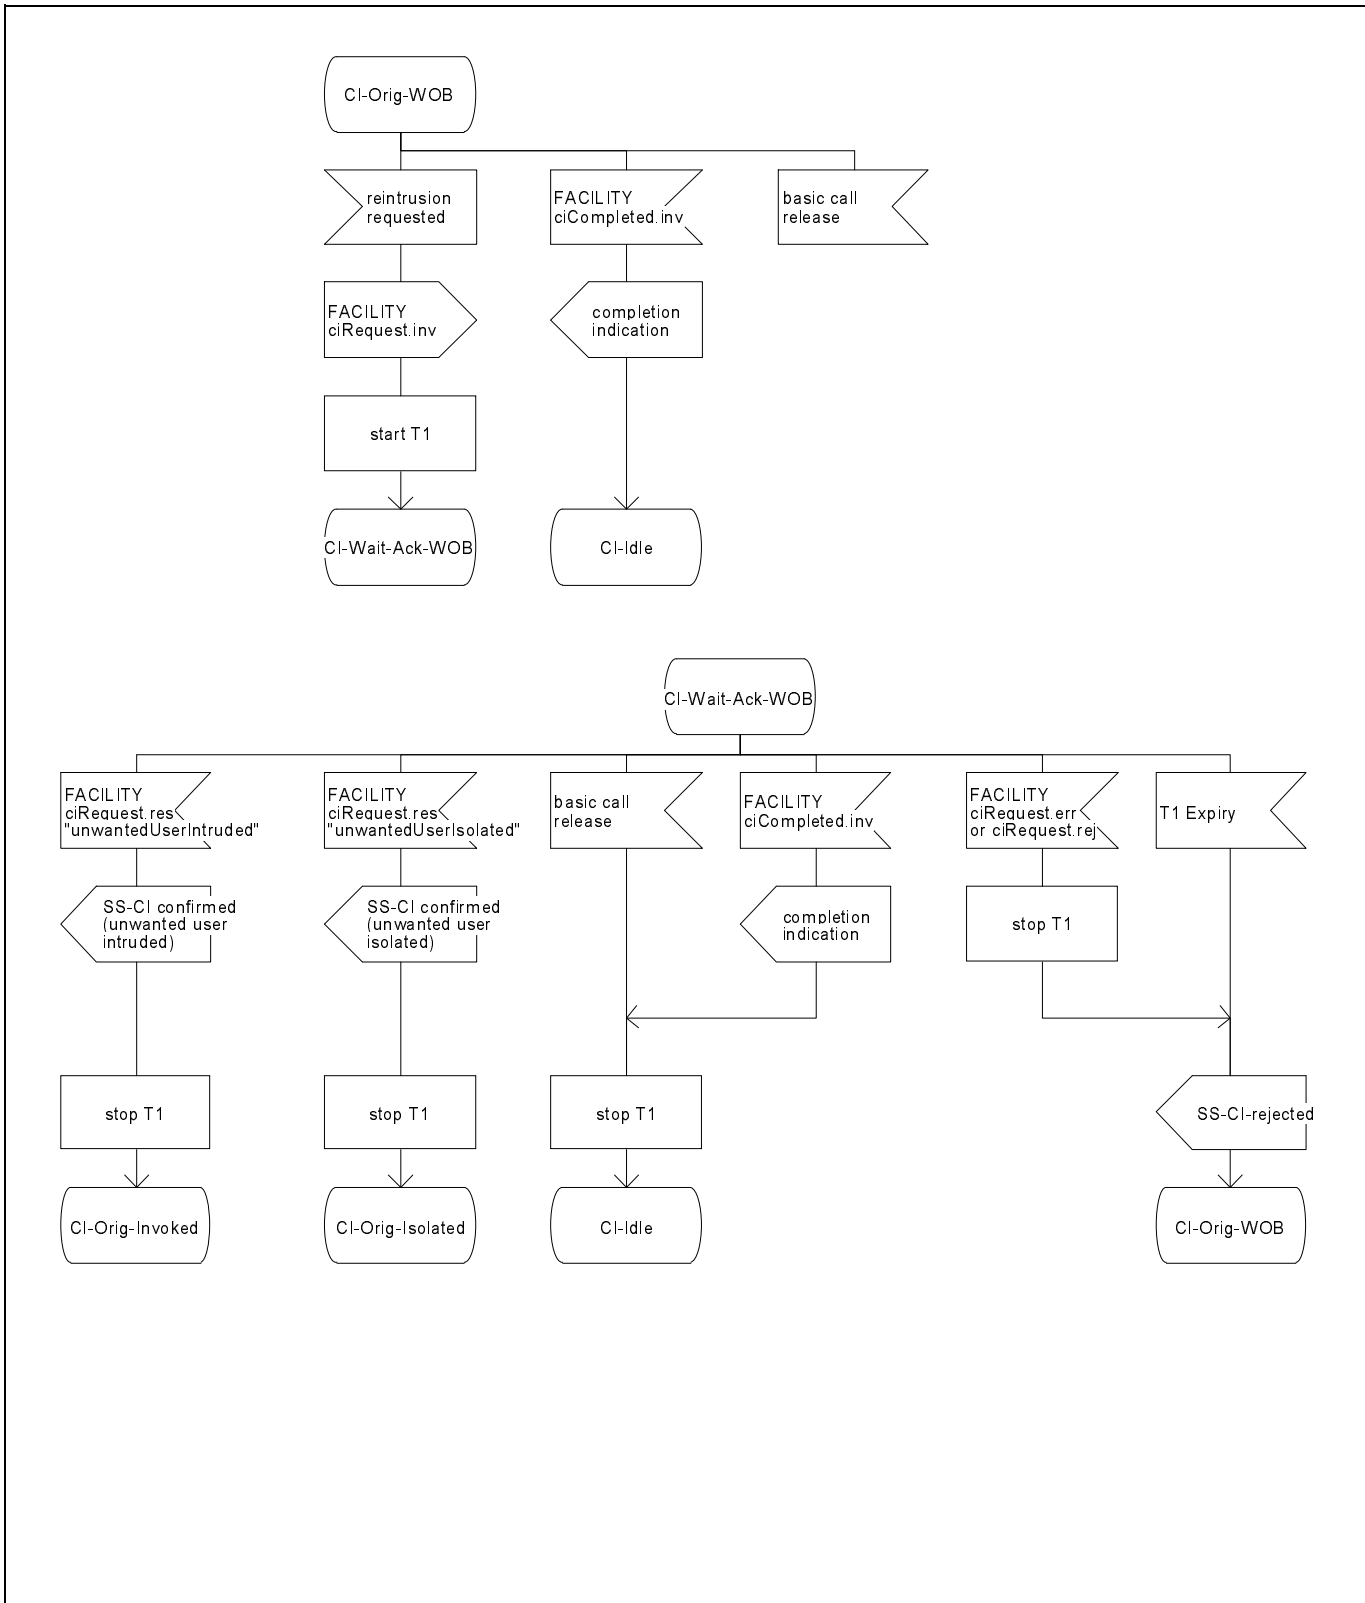 CI-Orig-WOB
reintrusion
requested
FACILITY
ciCompleted.inv
basic call
release
FACILITY
ciRequest.inv
completion
indication
start T1
CI-Wait-Ack-WOB
CI-Idle
CI-Wait-Ack-WOB
FACILITY
ciRequest.res
"unwantedUserIntruded"
FACILITY
ciRequest.res
"unwantedUserIsolated"
basic call
release
FACILITY
ciCompleted.inv
FACILITY
ciRequest.err
or ciRequest.rej
T1 Expiry
SS-CI confirmed
(unwanted user
intruded)
SS-CI confirmed
(unwanted user
isolated)
completion
indication
stop T1
stop T1
stop T1
stop T1
SS-CI-rejected
CI-Orig-Invoked
CI-Orig-Isolated
CI-Idle
CI-Orig-WOB